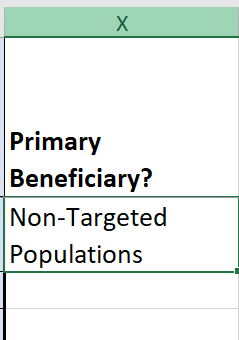 X
Primary
Beneficiary?
Non-Targeted
Populations